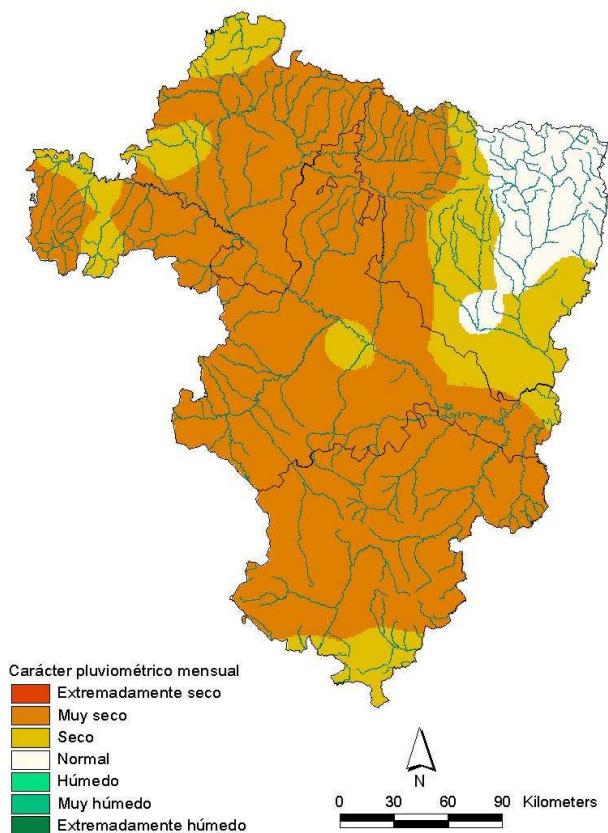 Carácter pluviométrico mensual
Extremadamente seco
Muy seco
Seco
Normal
Húmedo
Muy húmedo
Extremadamente húmedo
N
0 30 60 90 Kilometers